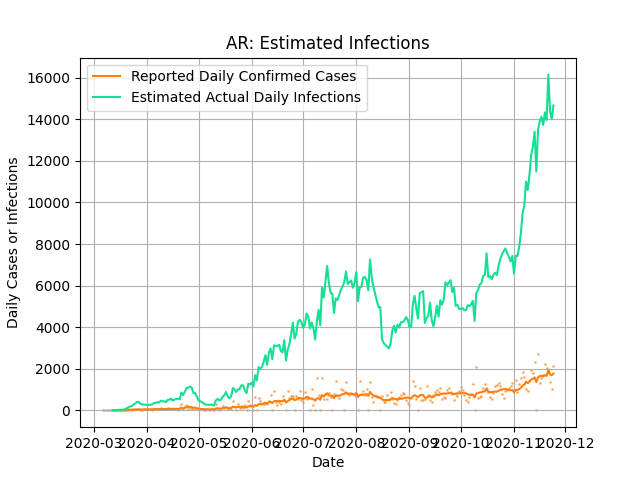 AR: Estimated Infections
Reported Daily Confirmed Cases
Estimated Actual Daily Infections
Daily Cases or Infections
16000
14000
12000
10000
8000
6000
4000
2000
0
2020-03 2020-04 2020-05 2020-06 2020-07 2020-08 2020-09 2020-10 2020-11 2020-12
Date